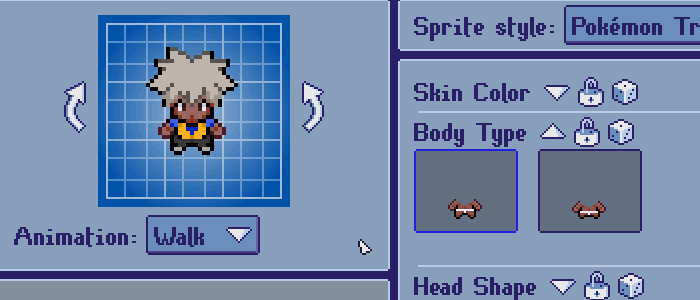 Sprite style: Pokémon Tr
Skin Color
Body Type
Animation: Walk
Head Shape